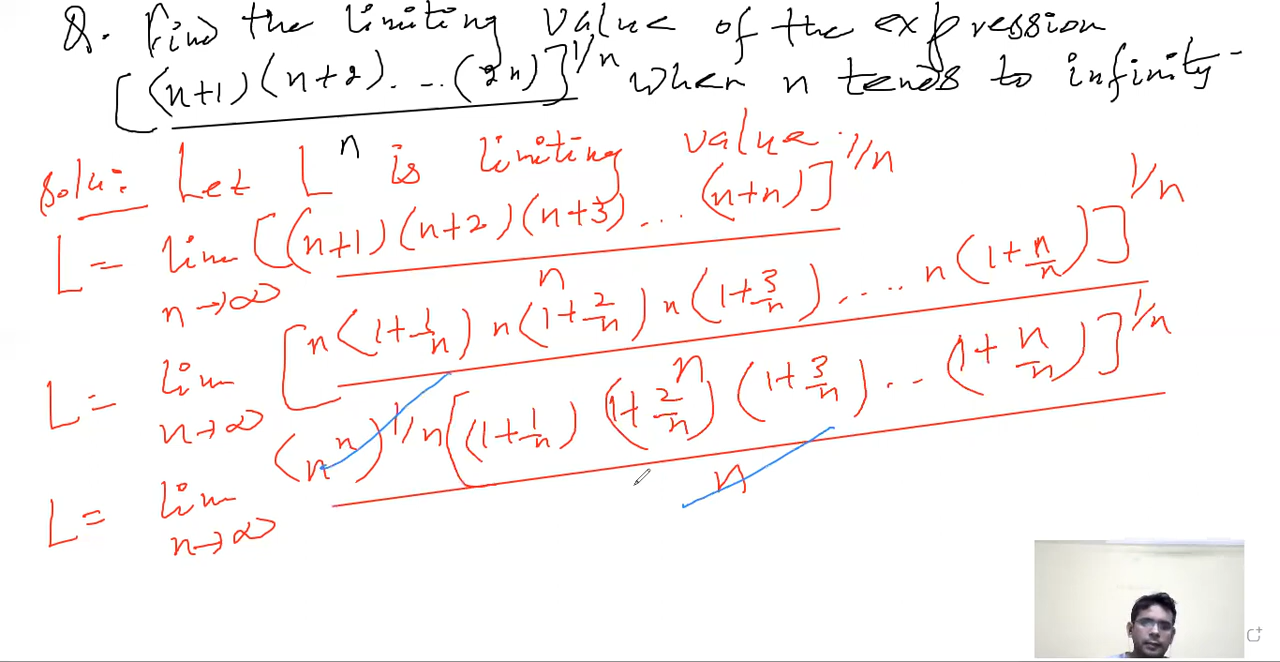 Q. Find the limiting value of the expression
[(n+1)(n+2)....(2n)]^{1/n} when n tends to infinity
n
Soln: Let L is limiting value.
L = lim n→∞ [(n+1)(n+2)(n+3)....(n+n)]^{1/n}
n
L = lim n→∞ [n(1+1/n) n(1+2/n) n(1+3/n).... n(1+n/n)]^{1/n}
n
L = lim n→∞ (n^n)^{1/n} [(1+1/n) (1+2/n) (1+3/n)... (1+n/n)]^{1/n}
n